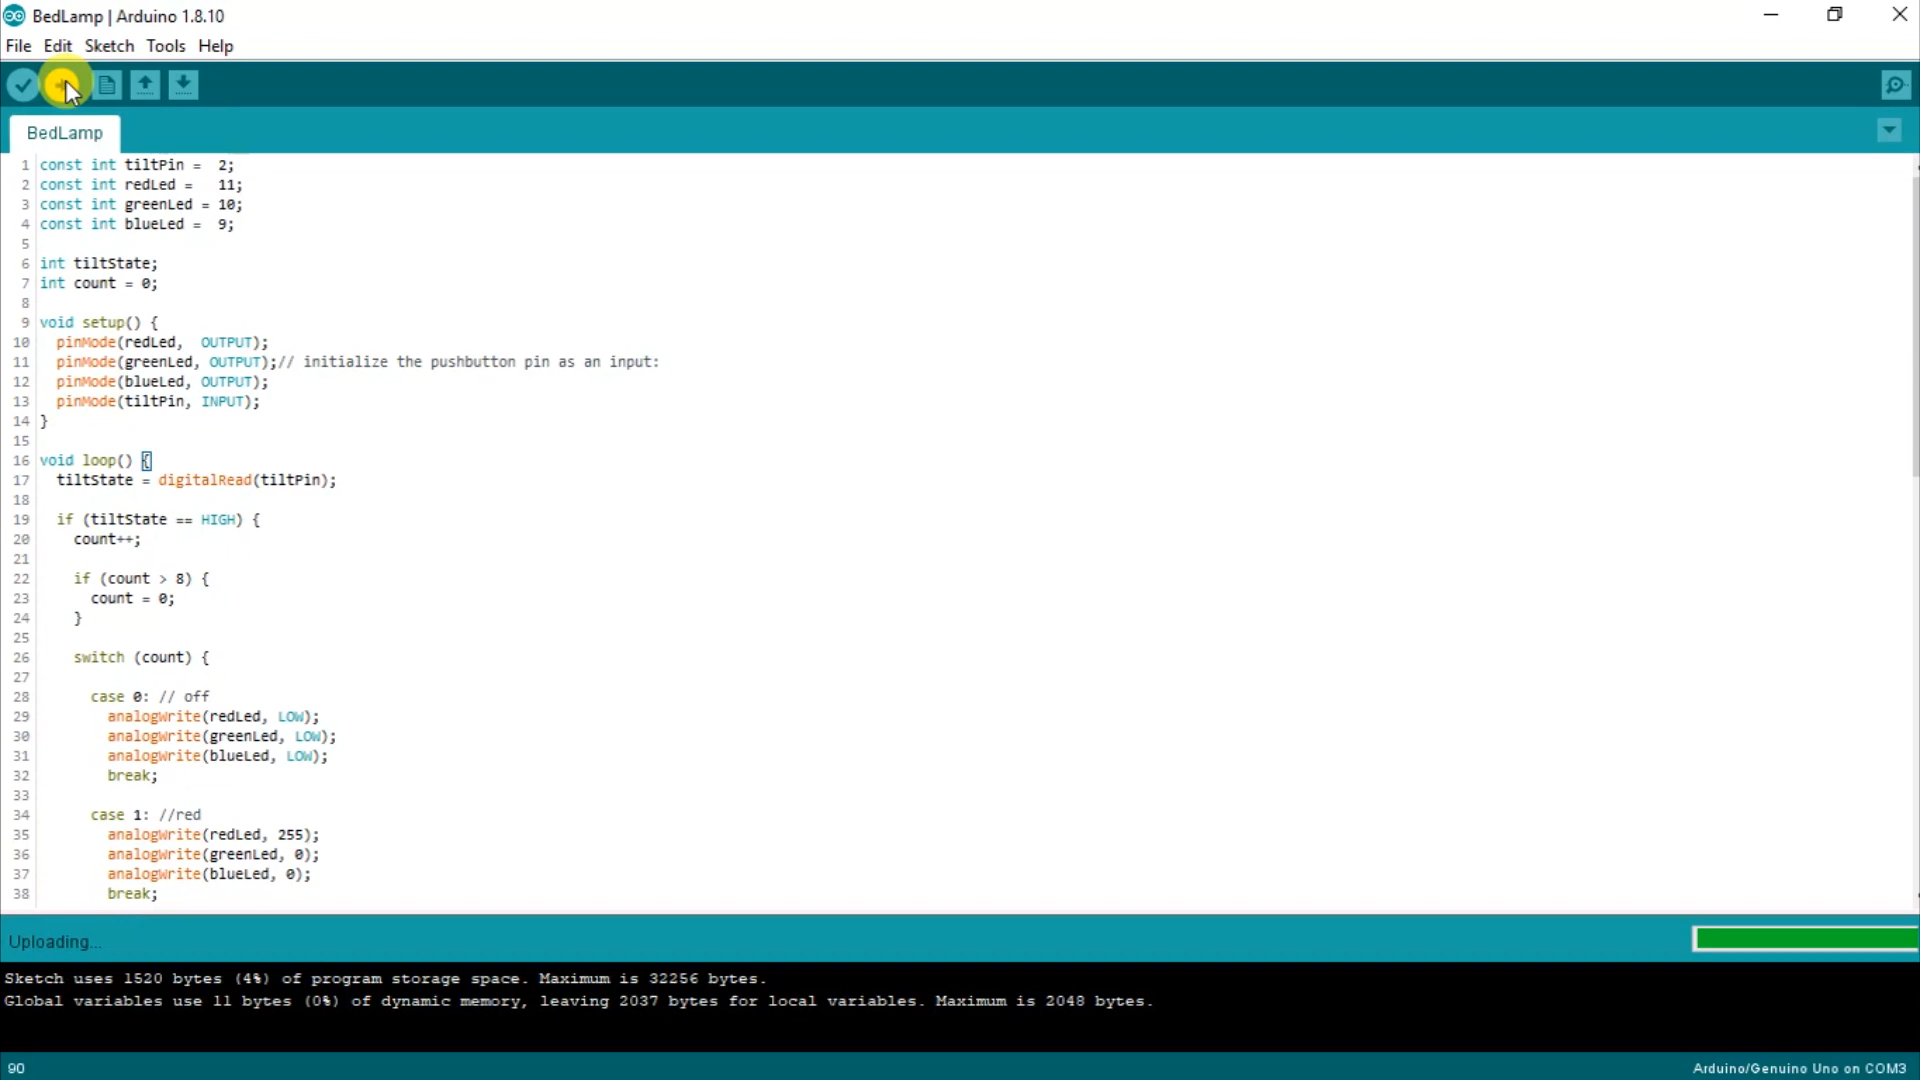 BedLamp | Arduino 1.8.10
File Edit Sketch Tools Help
BedLamp
1 const int tiltPin =  2;
2 const int redLed =   11;
3 const int greenLed = 10;
4 const int blueLed =  9;
5
6 int tiltState;
7 int count = 0;
8
9 void setup() {
10   pinMode(redLed,  OUTPUT);
11   pinMode(greenLed, OUTPUT);// initialize the pushbutton pin as an input:
12   pinMode(blueLed, OUTPUT);
13   pinMode(tiltPin, INPUT);
14 }
15
16 void loop() {
17   tiltState = digitalRead(tiltPin);
18
19   if (tiltState == HIGH) {
20     count++;
21
22     if (count > 8) {
23       count = 0;
24     }
25
26     switch (count) {
27
28       case 0: // off
29         analogWrite(redLed, LOW);
30         analogWrite(greenLed, LOW);
31         analogWrite(blueLed, LOW);
32         break;
33
34       case 1: //red
35         analogWrite(redLed, 255);
36         analogWrite(greenLed, 0);
37         analogWrite(blueLed, 0);
38         break;
Uploading...
Sketch uses 1520 bytes (4%) of program storage space. Maximum is 32256 bytes.
Global variables use 11 bytes (0%) of dynamic memory, leaving 2037 bytes for local variables. Maximum is 2048 bytes.
90 Arduino/Genuino Uno on COM3